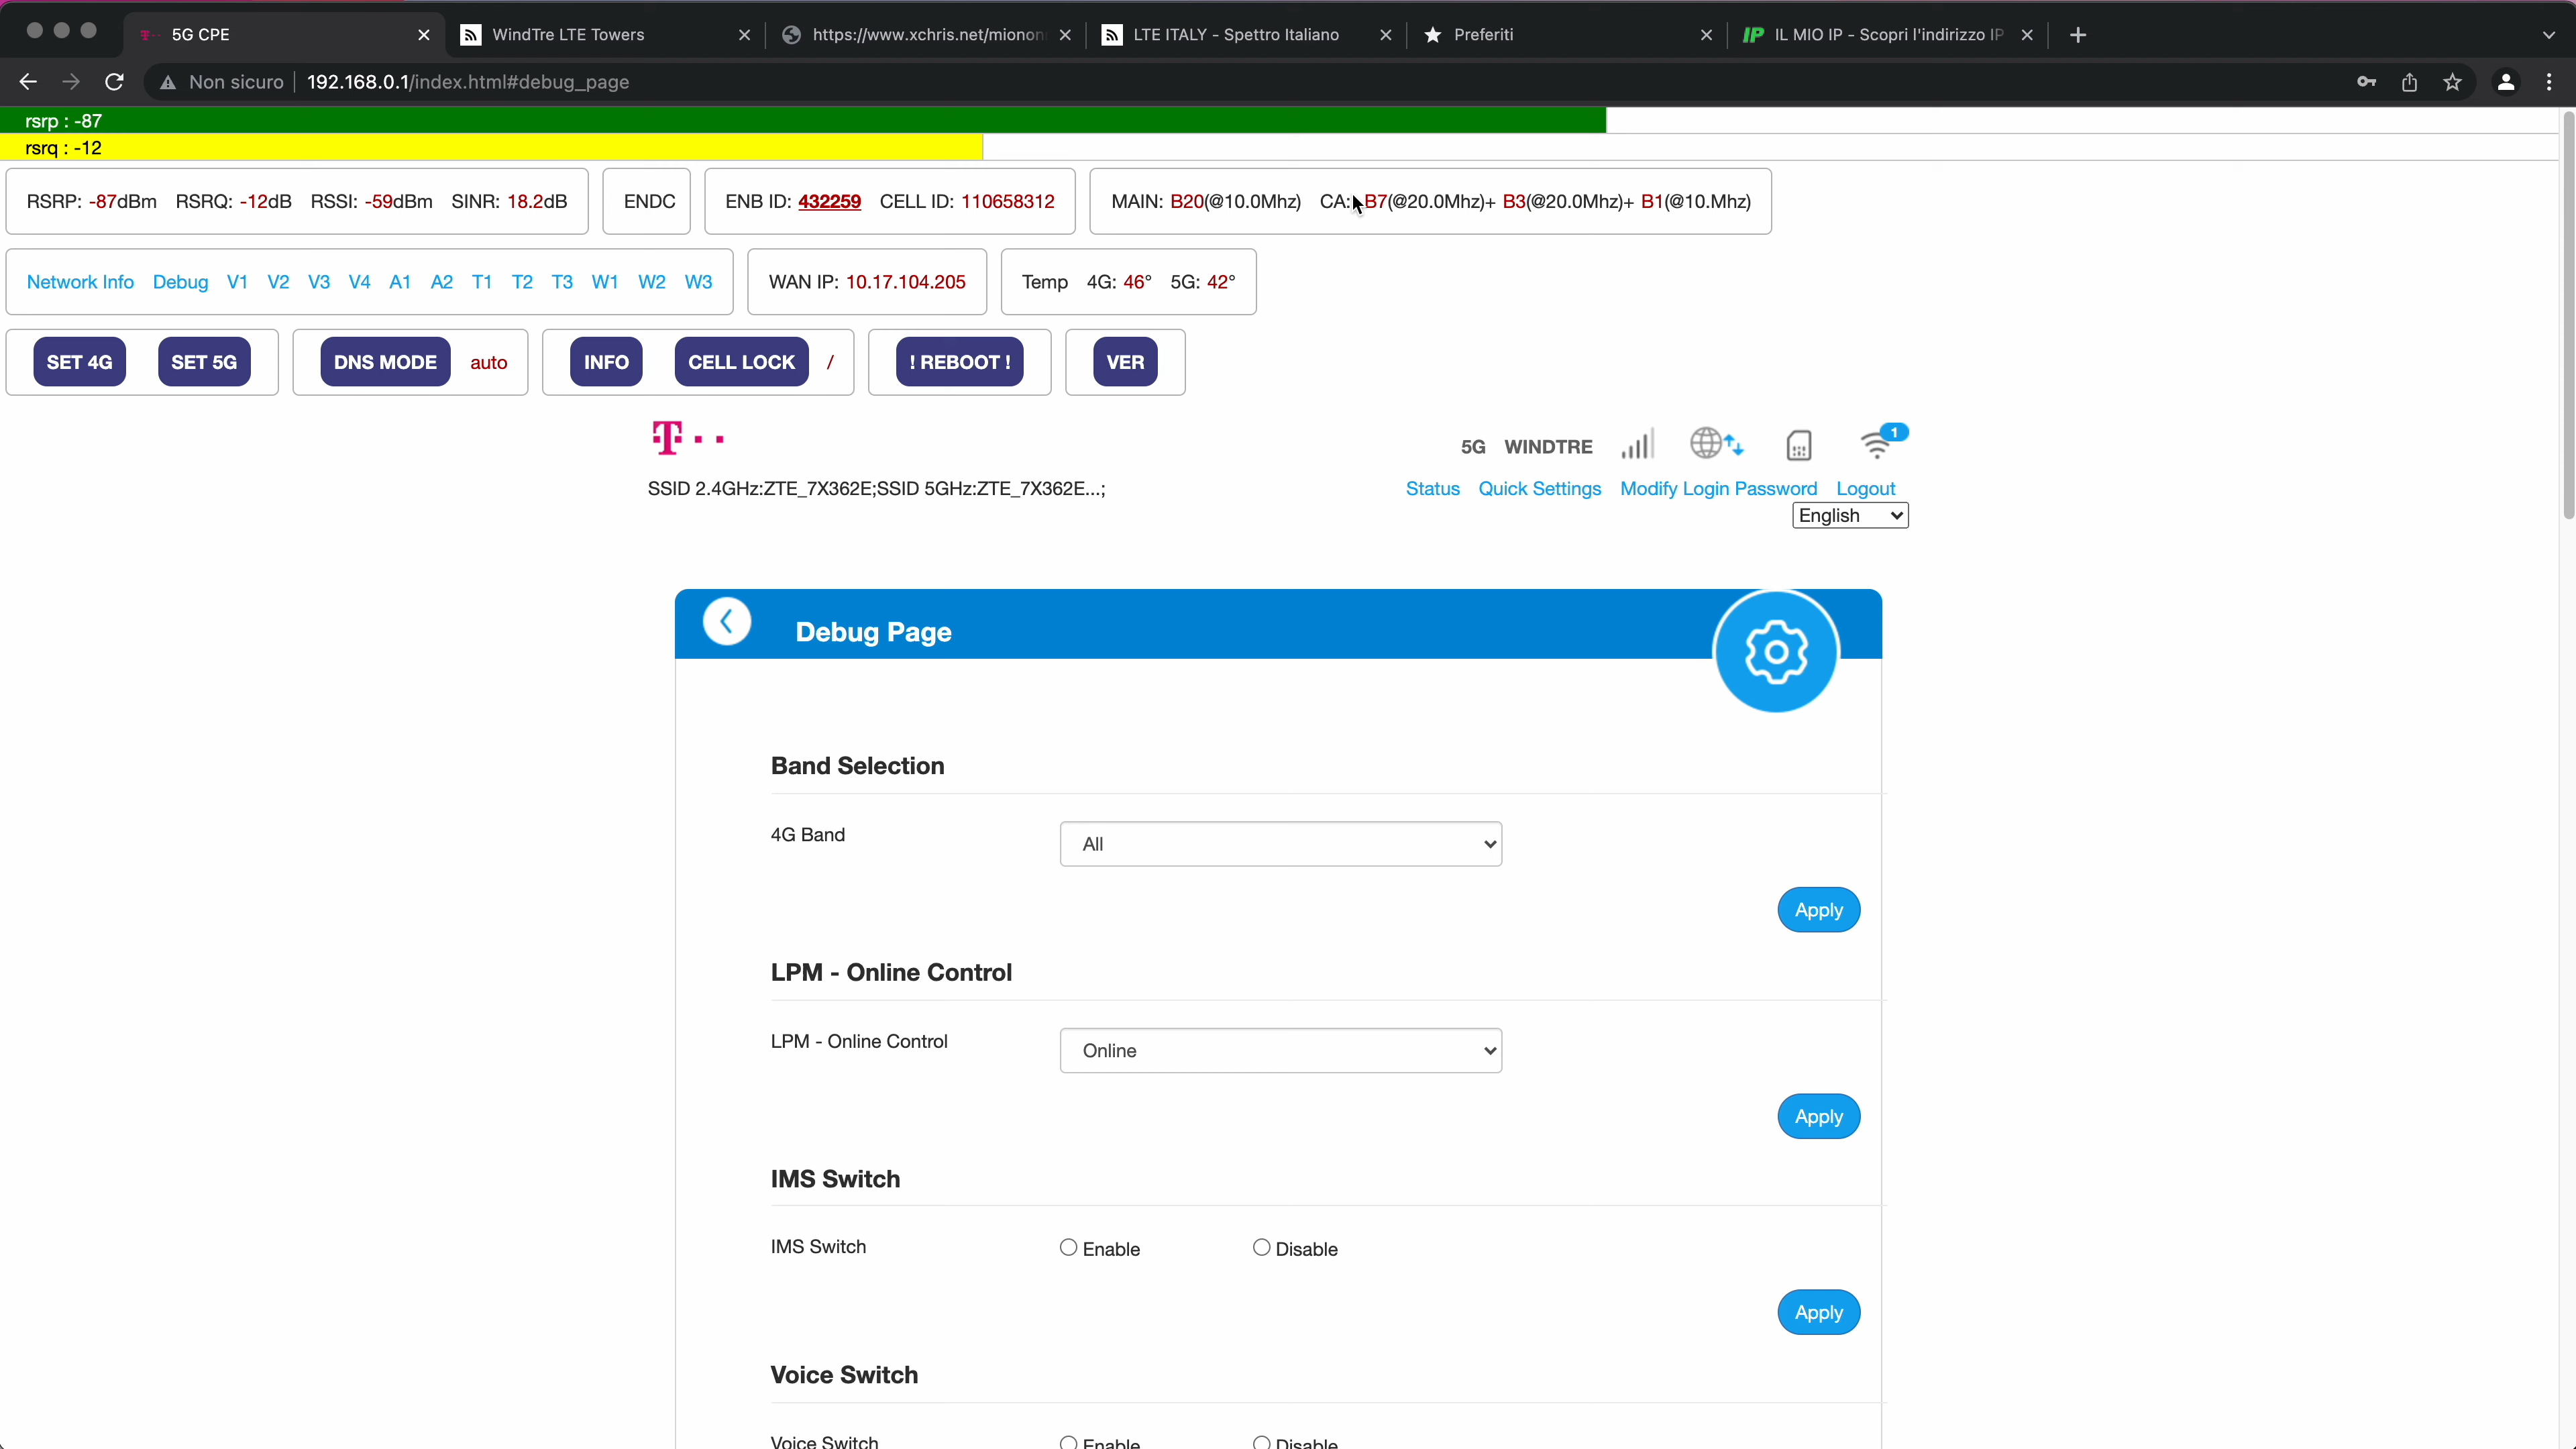 5G CPE
WindTre LTE Towers
https://www.xchris.net/mionon
LTE ITALY - Spettro Italiano
Preferiti
IP IL MIO IP - Scopri l'indirizzo IP
Non sicuro 192.168.0.1/index.html#debug_page
rsrp : -87
rsrq : -12
RSRP: -87dBm RSRQ: -12dB RSSI: -59dBm SINR: 18.2dB ENDC ENB ID: 432259 CELL ID: 110658312 MAIN: B20(@10.0Mhz) CA: B7(@20.0Mhz)+ B3(@20.0Mhz)+ B1(@10.Mhz)
Network Info Debug V1 V2 V3 V4 A1 A2 T1 T2 T3 W1 W2 W3 WAN IP: 10.17.104.205 Temp 4G: 46° 5G: 42°
SET 4G SET 5G DNS MODE auto INFO CELL LOCK / ! REBOOT ! VER
T
5G WINDTRE 1
SSID 2.4GHz:ZTE_7X362E;SSID 5GHz:ZTE_7X362E...; Status Quick Settings Modify Login Password Logout
English
Debug Page
Band Selection
4G Band All
Apply
LPM - Online Control
LPM - Online Control Online
Apply
IMS Switch
IMS Switch Enable Disable
Apply
Voice Switch
Voice Switch Enable Disable